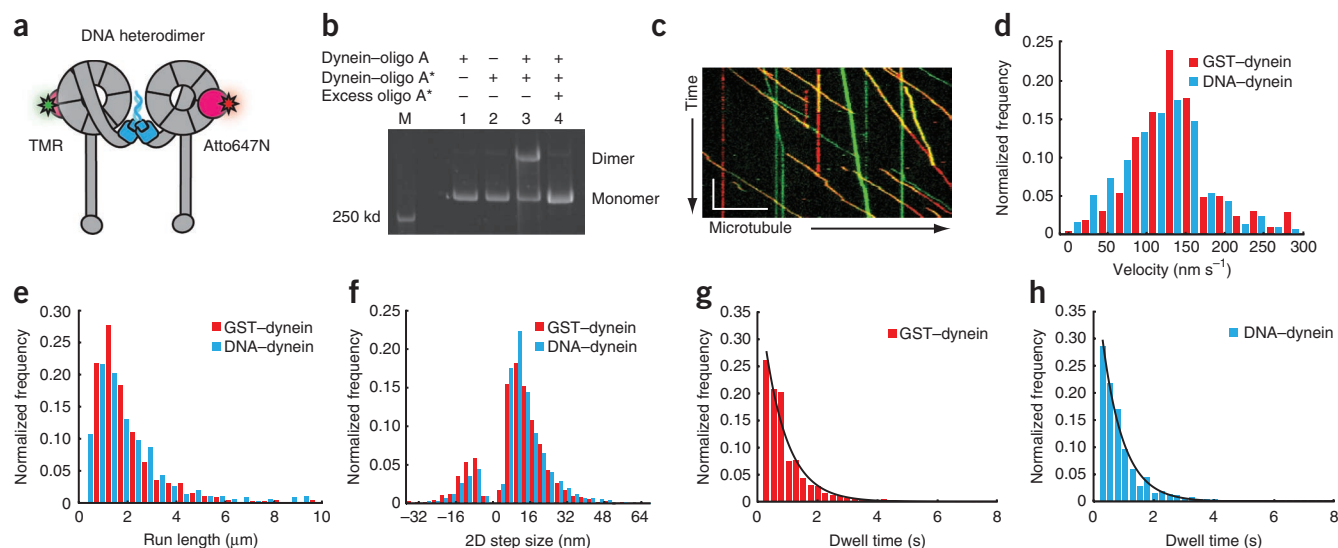 a
DNA heterodimer
TMR
Atto647N
b
Dynein–oligo A + – + +
Dynein–oligo A* – + + +
Excess oligo A* – – – +
M 1 2 3 4
Dimer
Monomer
250 kd
c
Time
Microtubule
d
Normalized frequency
0.25
0.20
0.15
0.10
0.05
0
GST–dynein
DNA–dynein
0 50 100 150 200 250 300
Velocity (nm s–1)
e
Normalized frequency
0.30
0.25
0.20
0.15
0.10
0.05
0
GST–dynein
DNA–dynein
0 2 4 6 8 10
Run length (μm)
f
Normalized frequency
0.25
0.20
0.15
0.10
0.05
0
GST–dynein
DNA–dynein
–32 –16 0 16 32 48 64
2D step size (nm)
g
Normalized frequency
0.35
0.30
0.25
0.20
0.15
0.10
0.05
0
GST–dynein
0 2 4 6 8
Dwell time (s)
h
Normalized frequency
0.35
0.30
0.25
0.20
0.15
0.10
0.05
0
DNA–dynein
0 2 4 6 8
Dwell time (s)